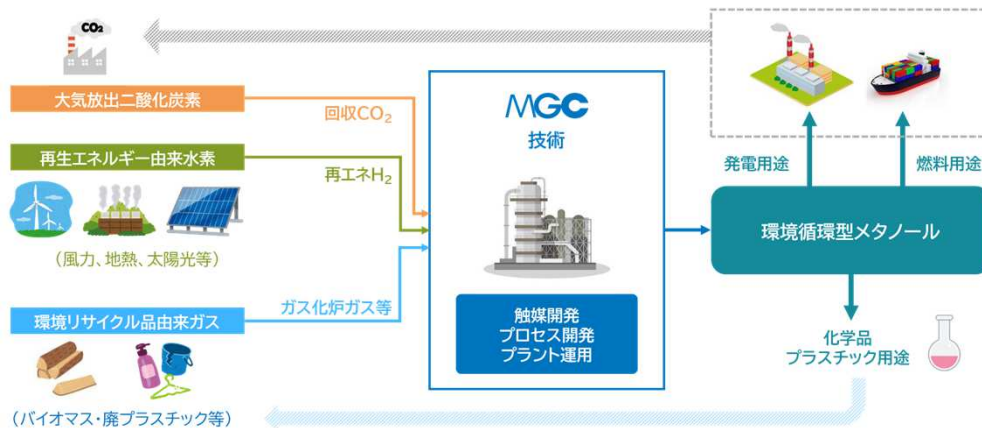 CO₂
大気放出二酸化炭素
回収CO₂
再生エネルギー由来水素
再エネH₂
（風力、地熱、太陽光等）
環境リサイクル品由来ガス
ガス化炉ガス等
（バイオマス・廃プラスチック等）
MGC
技術
触媒開発
プロセス開発
プラント運用
発電用途
燃料用途
環境循環型メタノール
化学品
プラスチック用途